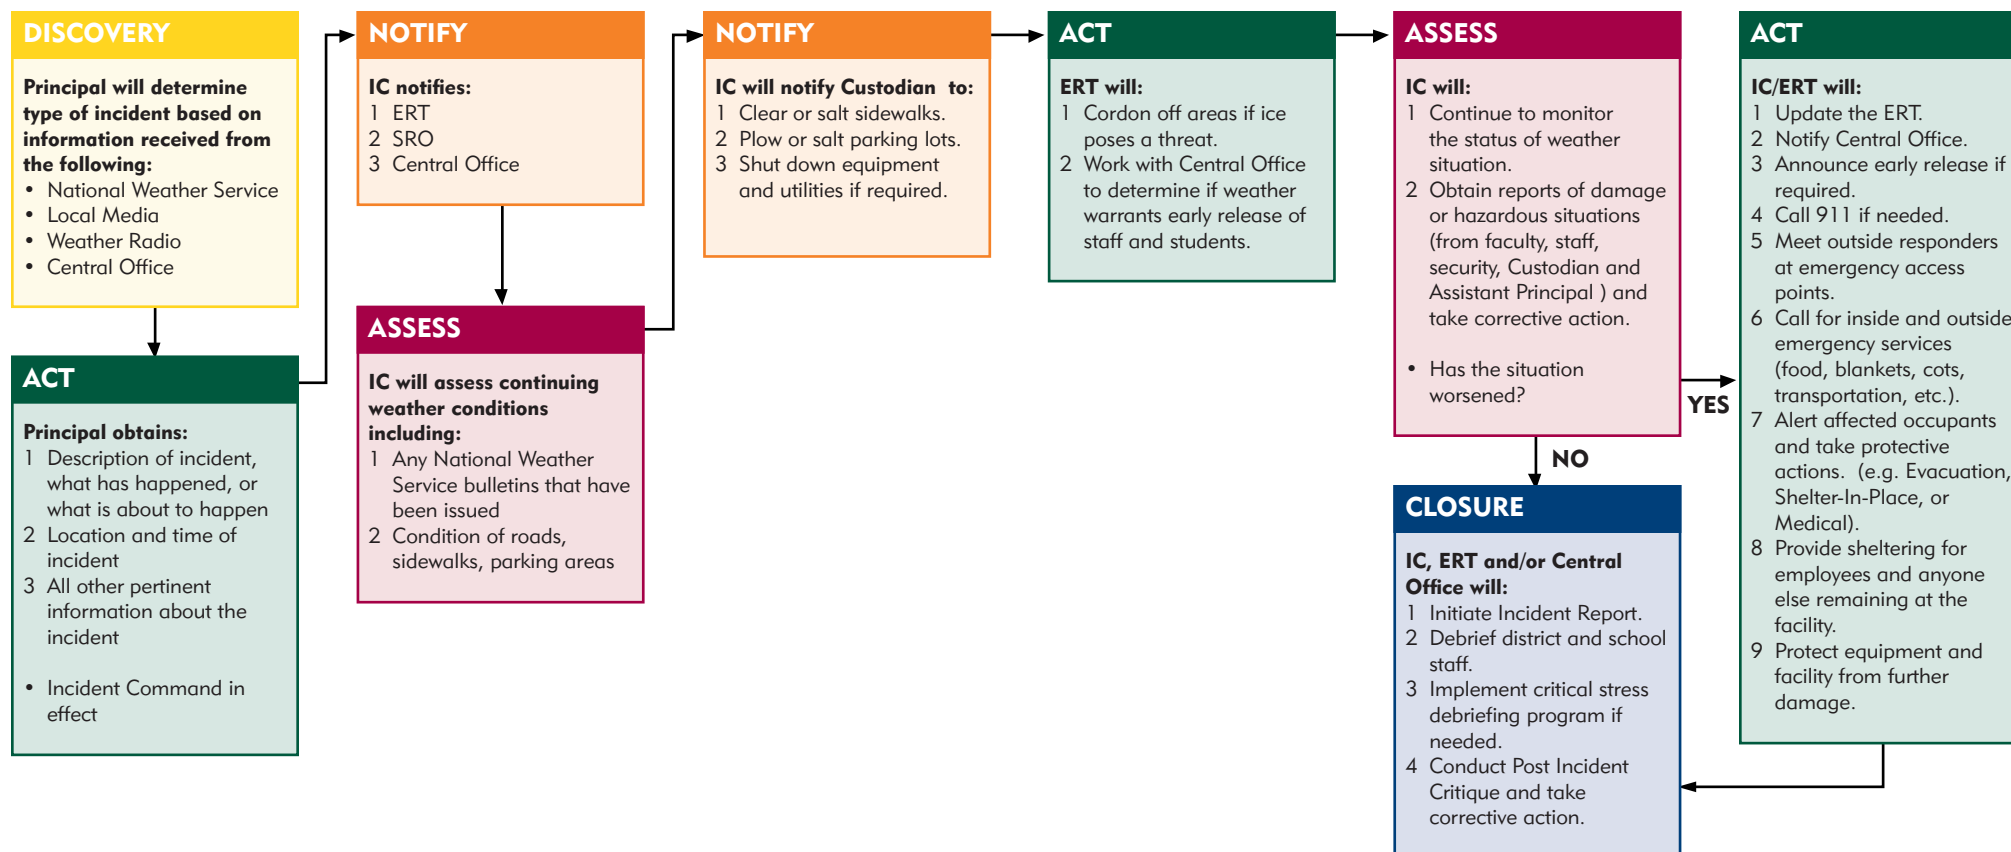 DISCOVERY
Principal will determine
type of incident based on
information received from
the following:
• National Weather Service
• Local Media
• Weather Radio
• Central Office
ACT
Principal obtains:
1 Description of incident,
what has happened, or
what is about to happen
2 Location and time of
incident
3 All other pertinent
information about the
incident
• Incident Command in
effect
NOTIFY
IC notifies:
1 ERT
2 SRO
3 Central Office
ASSESS
IC will assess continuing
weather conditions
including:
1 Any National Weather
Service bulletins that have
been issued
2 Condition of roads,
sidewalks, parking areas
NOTIFY
IC will notify Custodian to:
1 Clear or salt sidewalks.
2 Plow or salt parking lots.
3 Shut down equipment
and utilities if required.
ACT
ERT will:
1 Cordon off areas if ice
poses a threat.
2 Work with Central Office
to determine if weather
warrants early release of
staff and students.
ASSESS
IC will:
1 Continue to monitor
the status of weather
situation.
2 Obtain reports of damage
or hazardous situations
(from faculty, staff,
security, Custodian and
Assistant Principal ) and
take corrective action.
• Has the situation
worsened?
YES
NO
ACT
IC/ERT will:
1 Update the ERT.
2 Notify Central Office.
3 Announce early release if
required.
4 Call 911 if needed.
5 Meet outside responders
at emergency access
points.
6 Call for inside and outside
emergency services
(food, blankets, cots,
transportation, etc.).
7 Alert affected occupants
and take protective
actions. (e.g. Evacuation,
Shelter-In-Place, or
Medical).
8 Provide sheltering for
employees and anyone
else remaining at the
facility.
9 Protect equipment and
facility from further
damage.
CLOSURE
IC, ERT and/or Central
Office will:
1 Initiate Incident Report.
2 Debrief district and school
staff.
3 Implement critical stress
debriefing program if
needed.
4 Conduct Post Incident
Critique and take
corrective action.